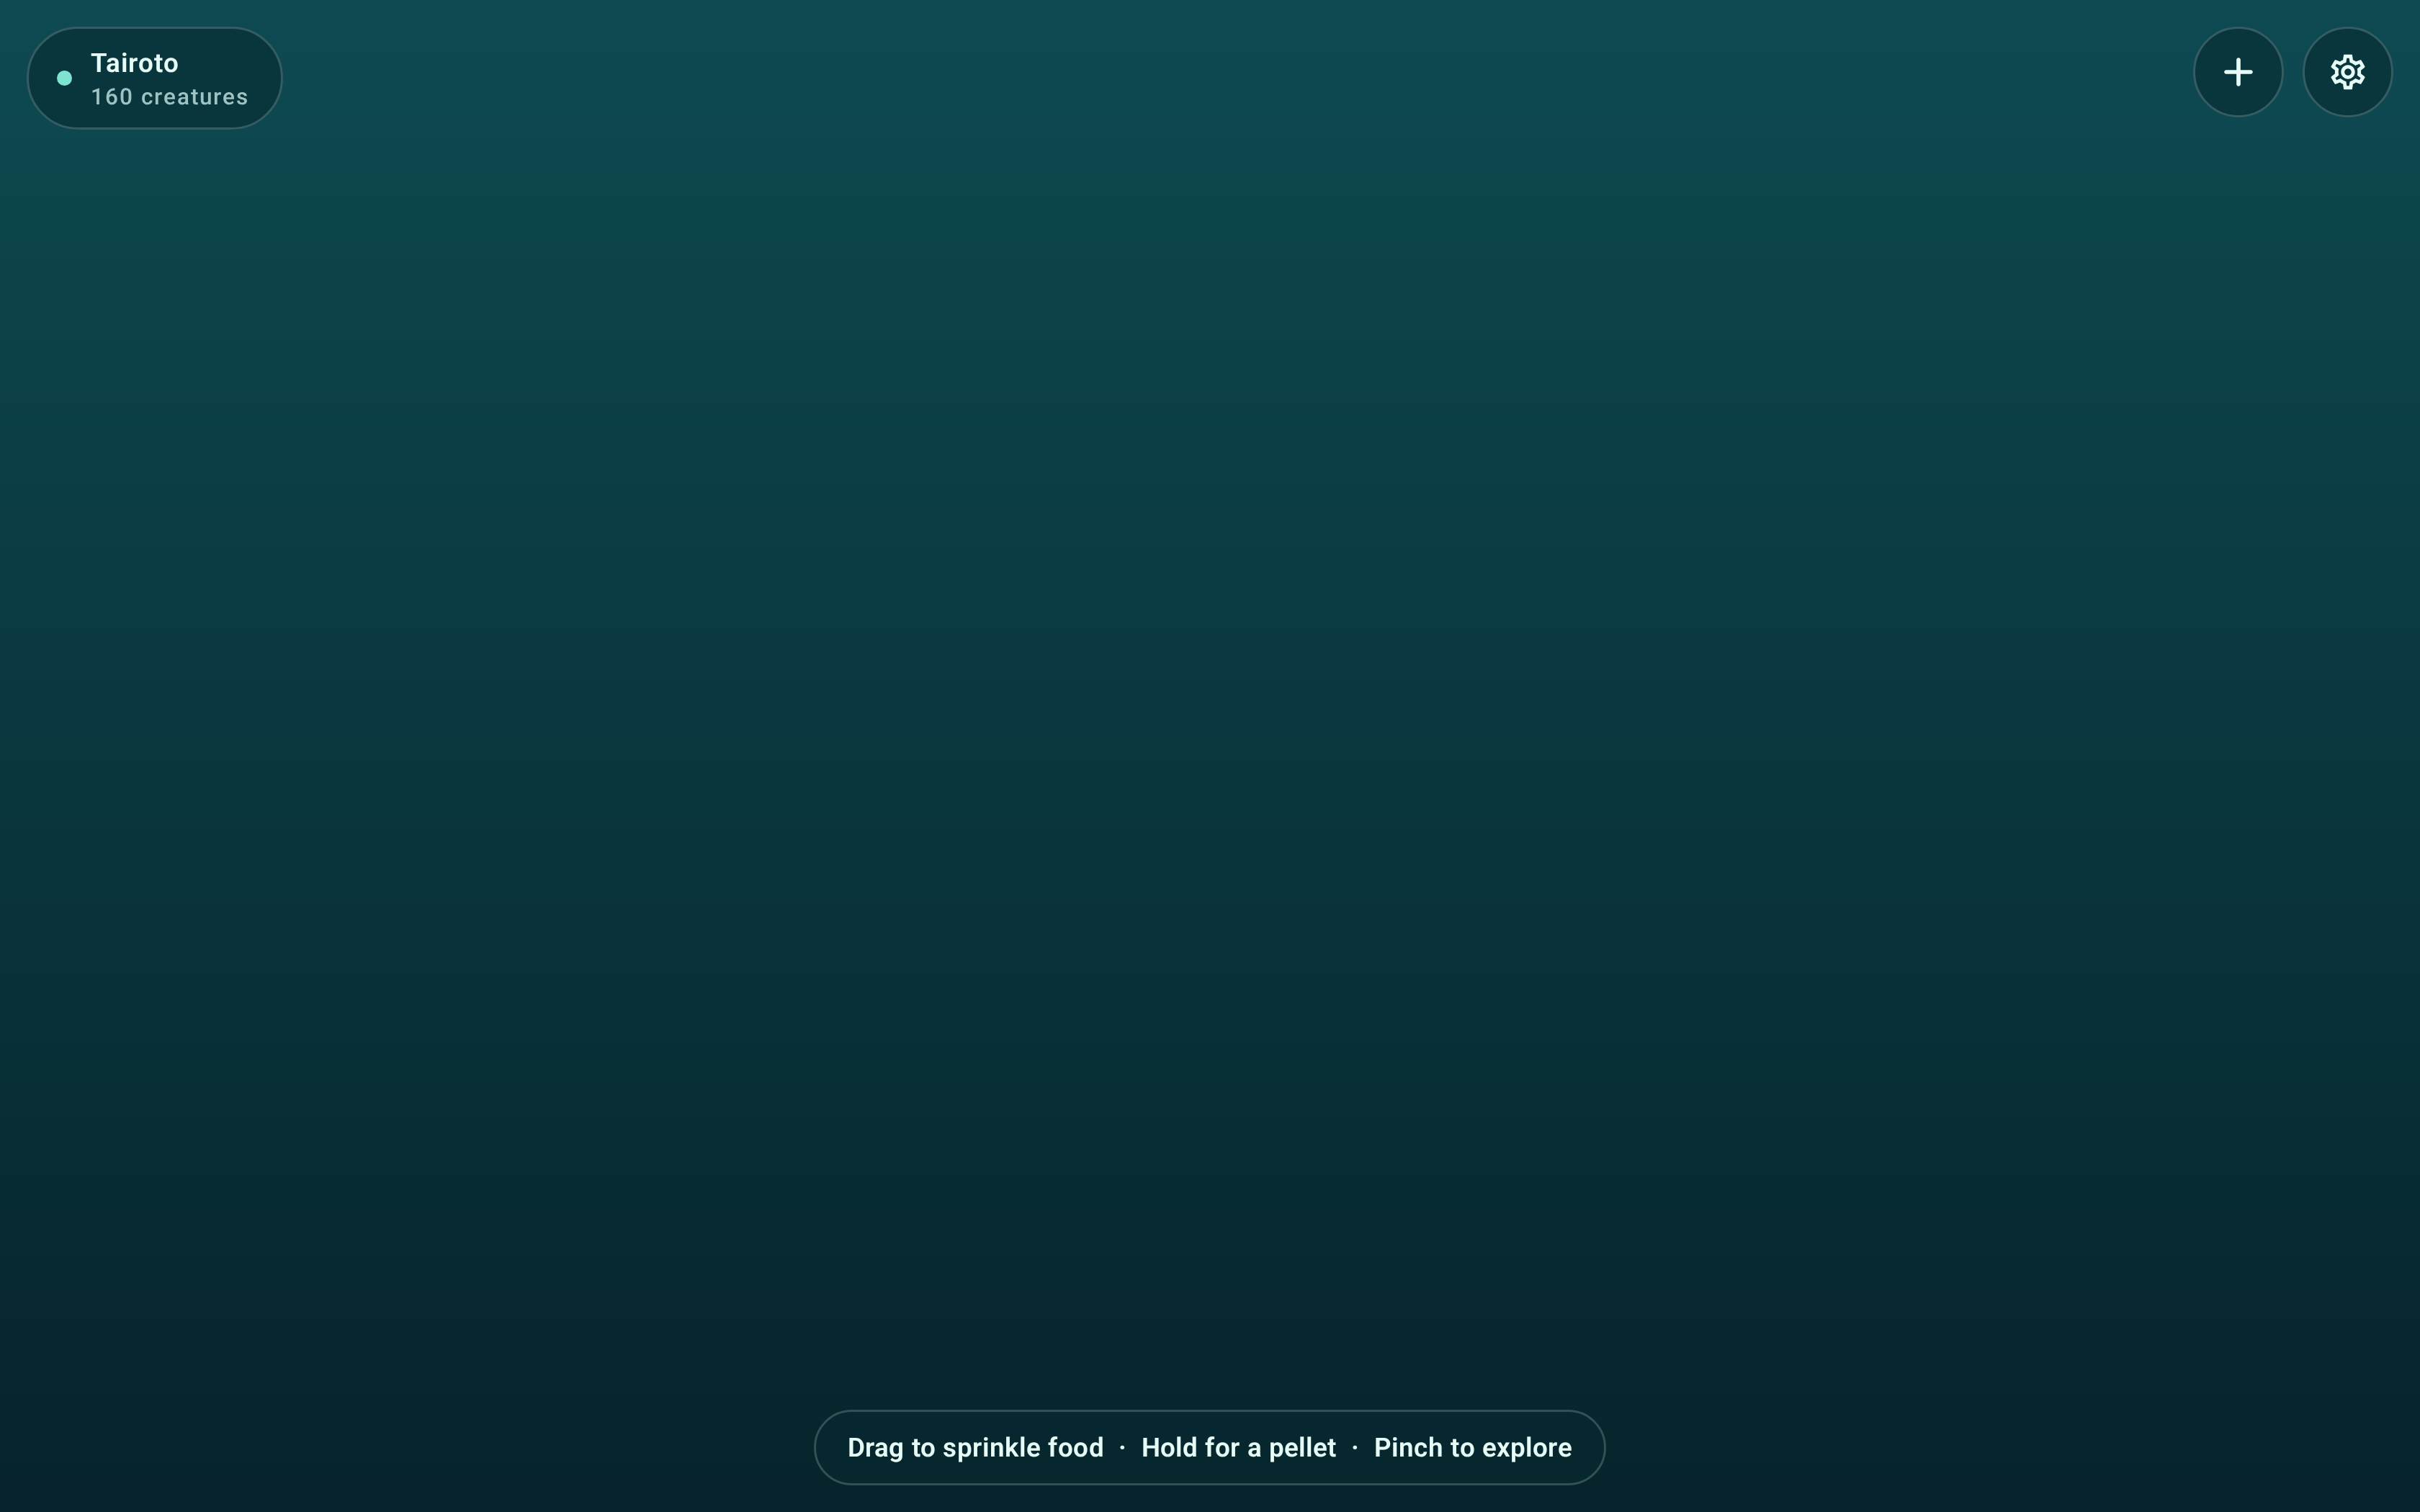 Tairoto
160 creatures
Drag to sprinkle food · Hold for a pellet · Pinch to explore